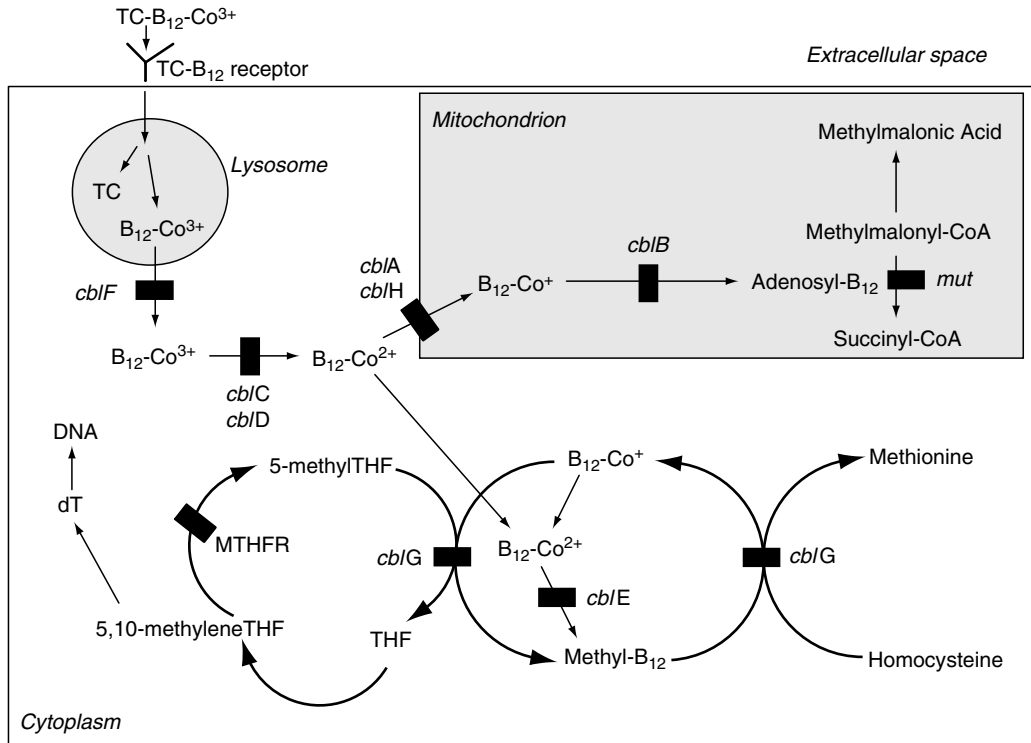 TC-B₁₂-Co³⁺
TC-B₁₂ receptor
Extracellular space
Mitochondrion
Methylmalonic Acid
Lysosome
TC
B₁₂-Co³⁺
Methylmalonyl-CoA
cblF
cblA
cblH
B₁₂-Co⁺
cblB
Adenosyl-B₁₂
mut
Succinyl-CoA
B₁₂-Co³⁺
B₁₂-Co²⁺
cblC
cblD
DNA
dT
5-methylTHF
B₁₂-Co⁺
Methionine
MTHFR
cblG
B₁₂-Co²⁺
cblG
cblE
5,10-methyleneTHF
THF
Methyl-B₁₂
Homocysteine
Cytoplasm